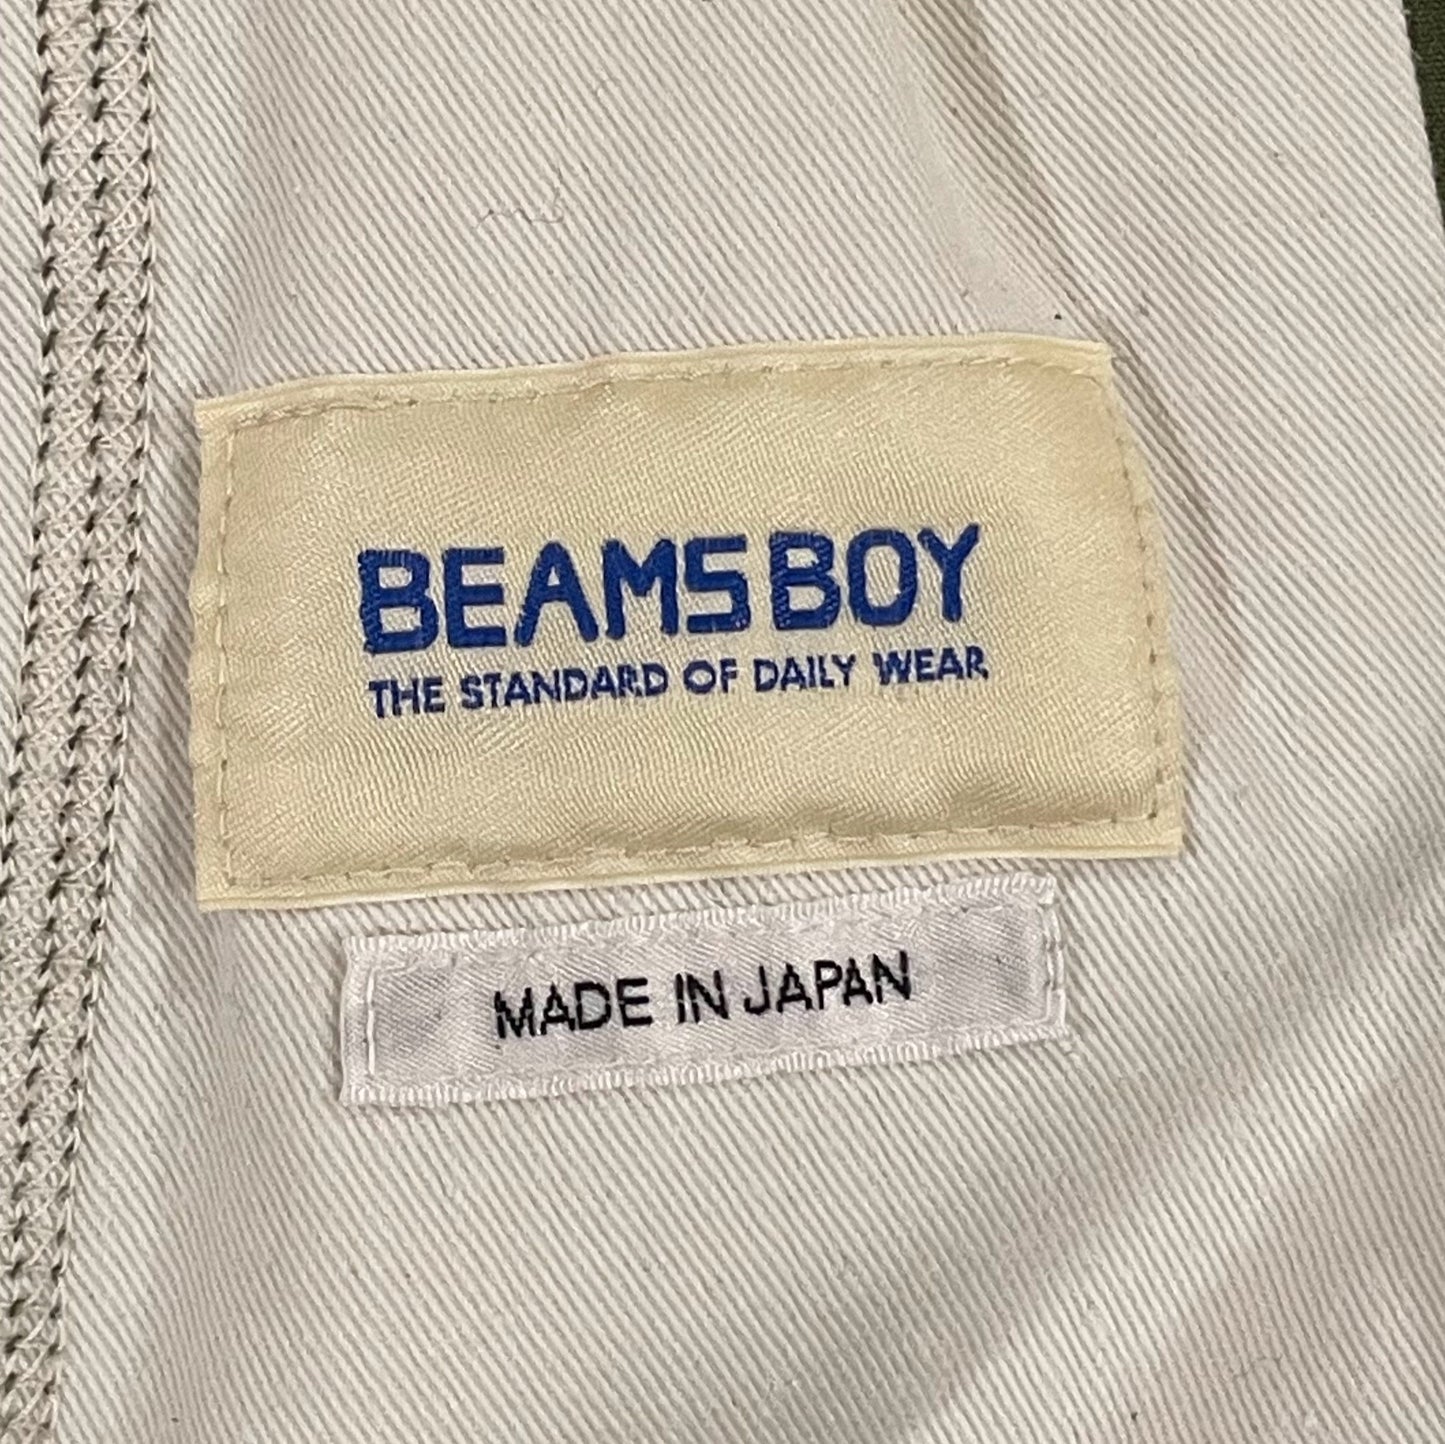 BEAMS BOY
THE STANDARD OF DAILY WEAR
MADE IN JAPAN